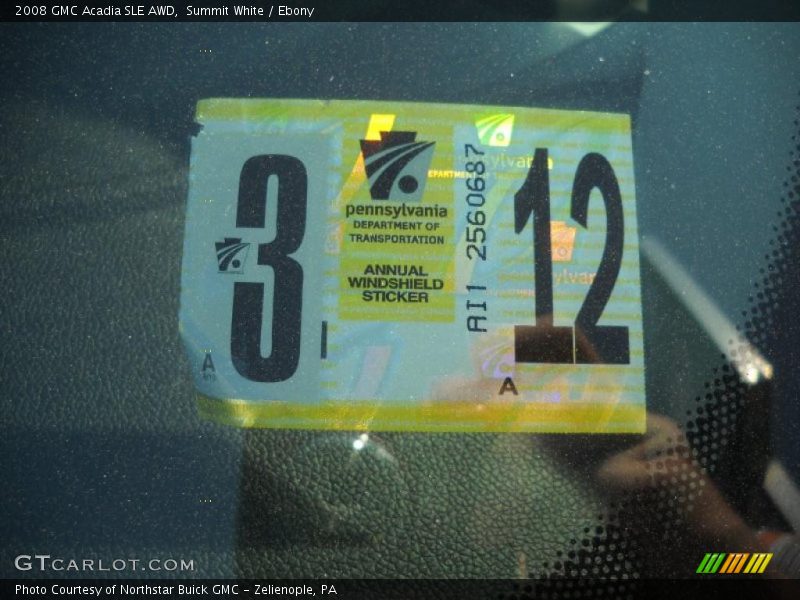 2008 GMC Acadia SLE AWD, Summit White / Ebony
3
pennsylvania
DEPARTMENT OF
TRANSPORTATION
ANNUAL
WINDSHIELD
STICKER
AI1 2560687
12
A
A
GTCARLOT.COM
Photo Courtesy of Northstar Buick GMC - Zelienople, PA